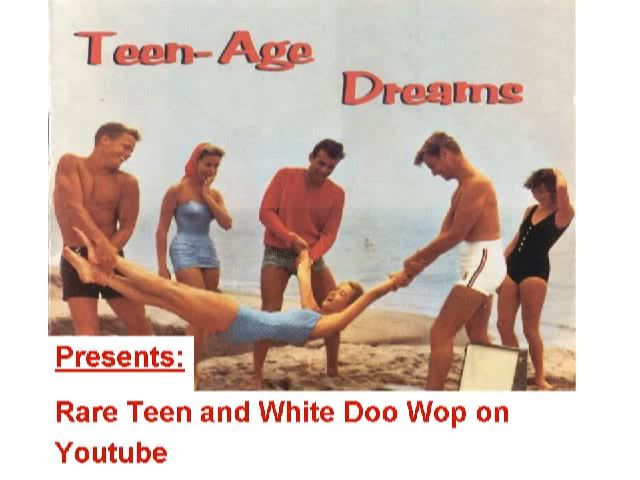 Teen-Age
Dreams
Presents:
Rare Teen and White Doo Wop on
Youtube